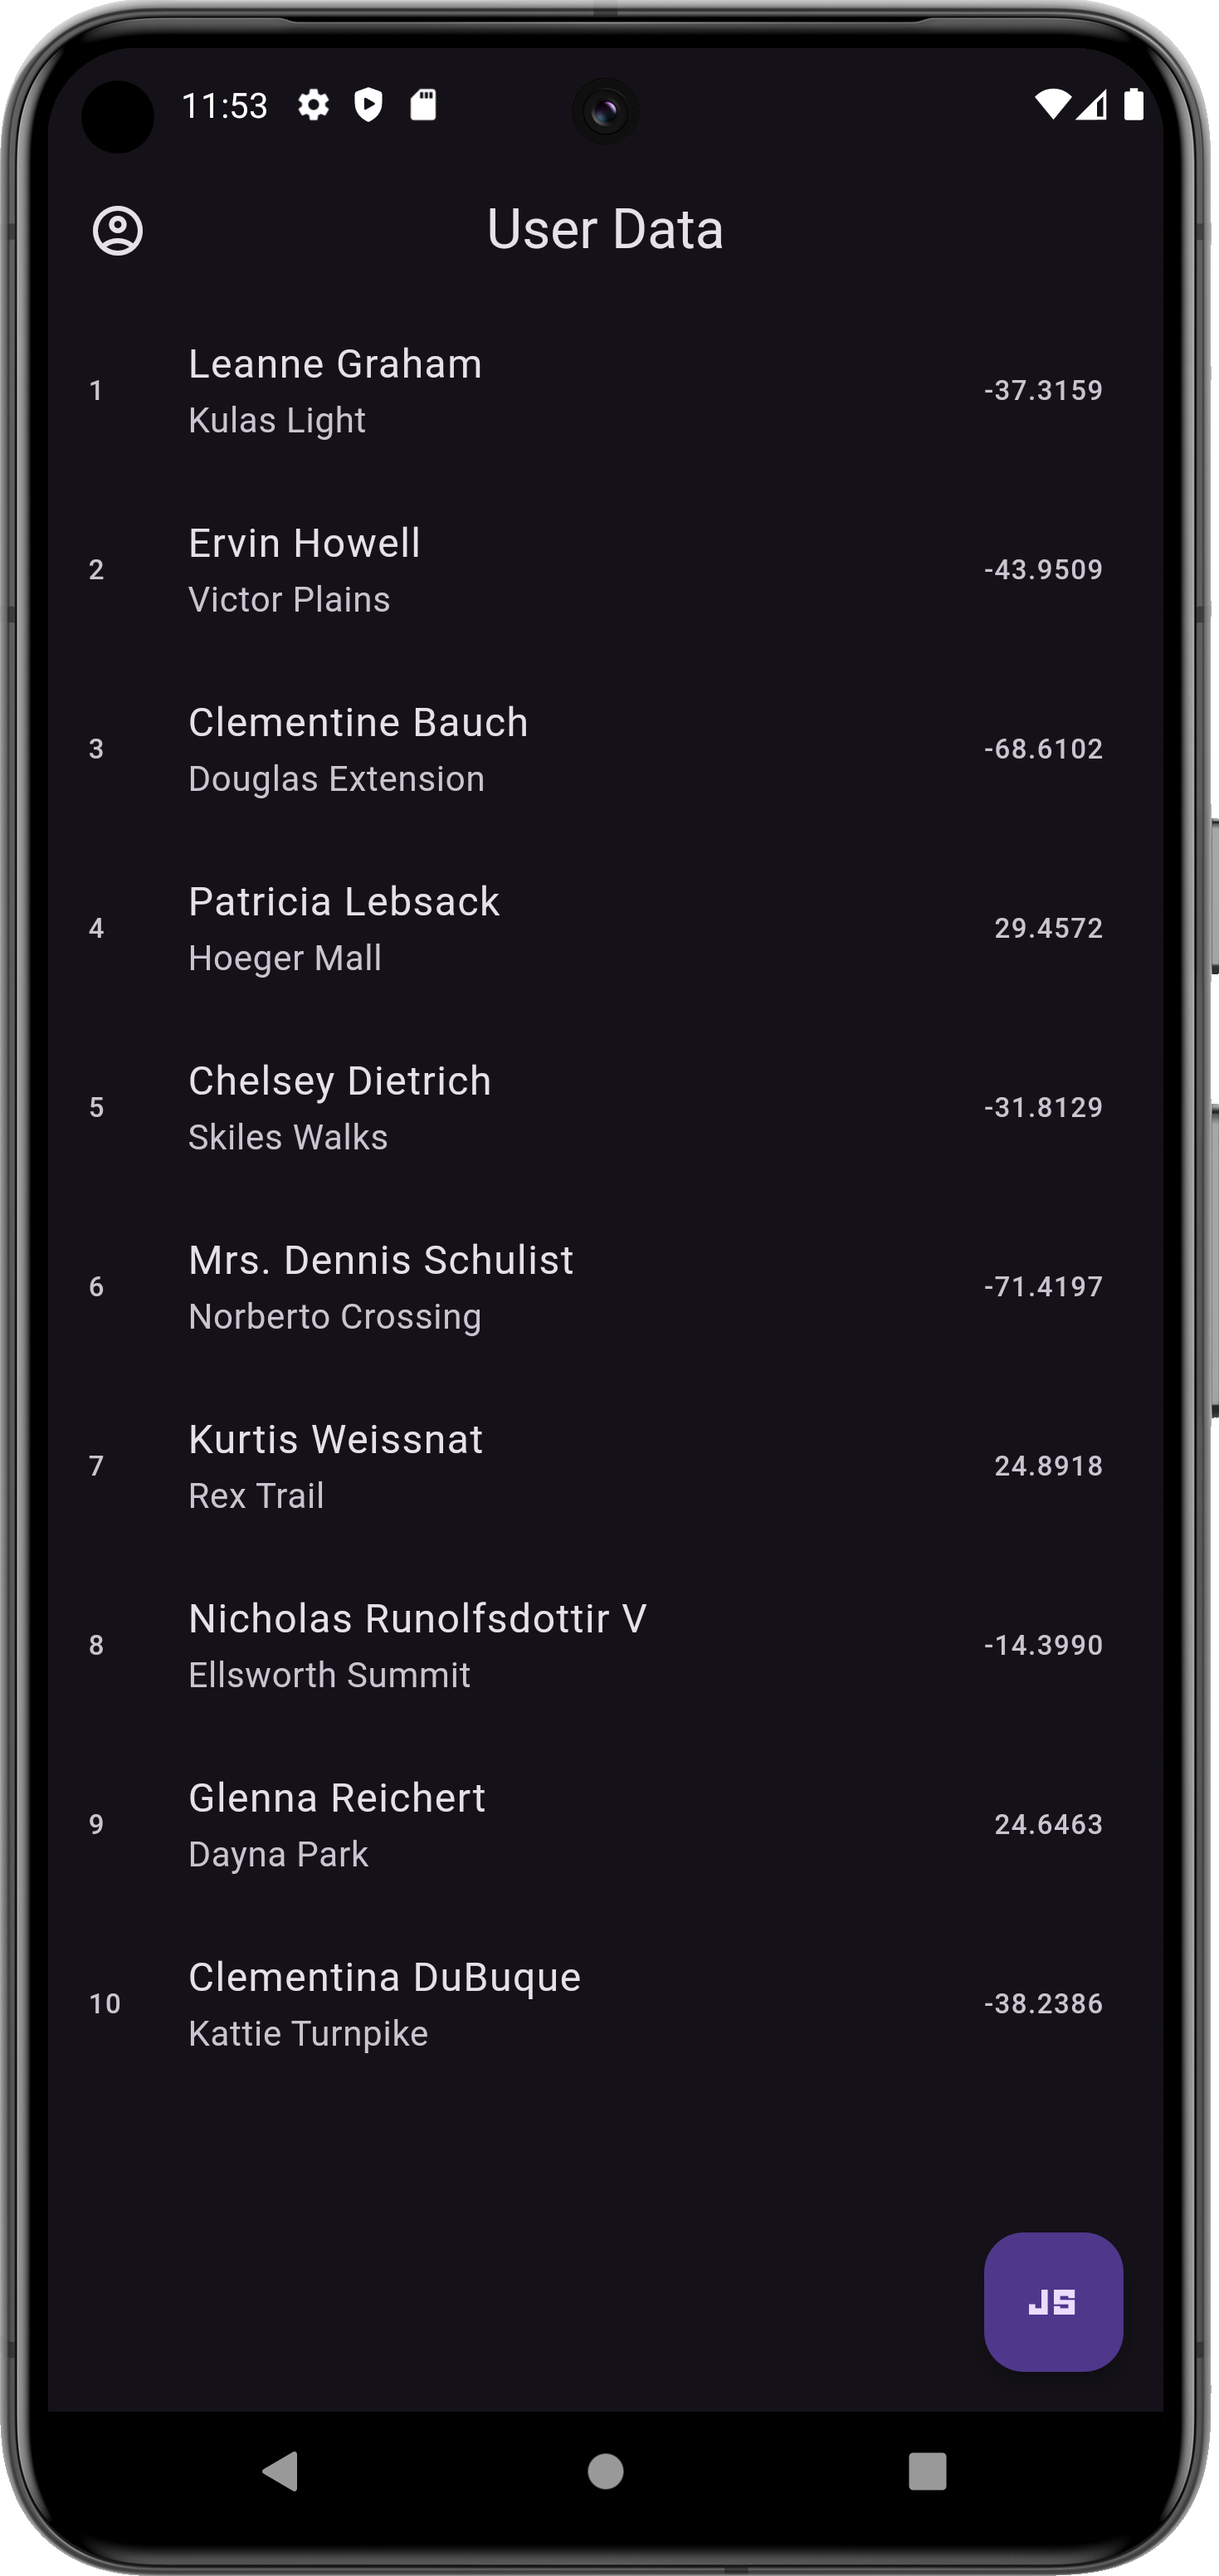 11:53
User Data
1
Leanne Graham
Kulas Light
-37.3159
2
Ervin Howell
Victor Plains
-43.9509
3
Clementine Bauch
Douglas Extension
-68.6102
4
Patricia Lebsack
Hoeger Mall
29.4572
5
Chelsey Dietrich
Skiles Walks
-31.8129
6
Mrs. Dennis Schulist
Norberto Crossing
-71.4197
7
Kurtis Weissnat
Rex Trail
24.8918
8
Nicholas Runolfsdottir V
Ellsworth Summit
-14.3990
9
Glenna Reichert
Dayna Park
24.6463
10
Clementina DuBuque
Kattie Turnpike
-38.2386
JS